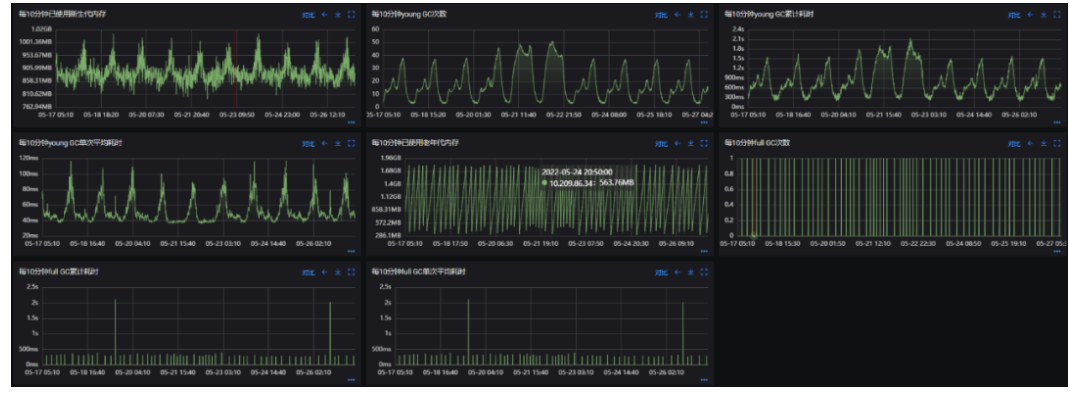 每10分钟已使用新生代内存 对比
1.02GB
1001.36MB
953.67MB
905.99MB
858.31MB
810.62MB
762.94MB
05-17 05:10 05-18 18:20 05-20 07:30 05-21 20:40 05-23 09:50 05-24 23:00 05-26 12:10
每10分钟young GC次数 对比
60
50
40
30
20
10
0
05-17 05:10 05-18 15:20 05-20 01:30 05-21 11:40 05-22 21:50 05-24 08:00 05-25 18:10 05-27 04:2
每10分钟young GC累计耗时 对比
2.4s
2.1s
1.8s
1.5s
1.2s
900ms
600ms
300ms
0ms
05-17 05:10 05-18 16:40 05-20 04:10 05-21 15:40 05-23 03:10 05-24 14:40 05-26 02:10
每10分钟young GC单次平均耗时 对比
120ms
100ms
80ms
60ms
40ms
20ms
05-17 05:10 05-18 16:40 05-20 04:10 05-21 15:40 05-23 03:10 05-24 14:40 05-26 02:10
每10分钟已使用老年代内存 对比
1.96GB
1.68GB
1.4GB
1.12GB
858.31MB
572.2MB
286.1MB
2022-05-24 20:50:00
10.209.86.34: 563.76MB
05-17 05:10 05-18 17:50 05-20 06:30 05-21 19:10 05-23 07:50 05-24 20:30 05-26 09:10
每10分钟full GC次数 对比
1
0.8
0.6
0.4
0.2
0
05-17 05:10 05-18 15:30 05-20 01:50 05-21 12:10 05-22 22:30 05-24 08:50 05-25 19:10 05-27 05:
每10分钟full GC累计耗时 对比
2.5s
2s
1.5s
1s
500ms
0ms
05-17 05:10 05-18 16:40 05-20 04:10 05-21 15:40 05-23 03:10 05-24 14:40 05-26 02:10
每10分钟full GC单次平均耗时 对比
2.5s
2s
1.5s
1s
500ms
0ms
05-17 05:10 05-18 16:40 05-20 04:10 05-21 15:40 05-23 03:10 05-24 14:40 05-26 02:10